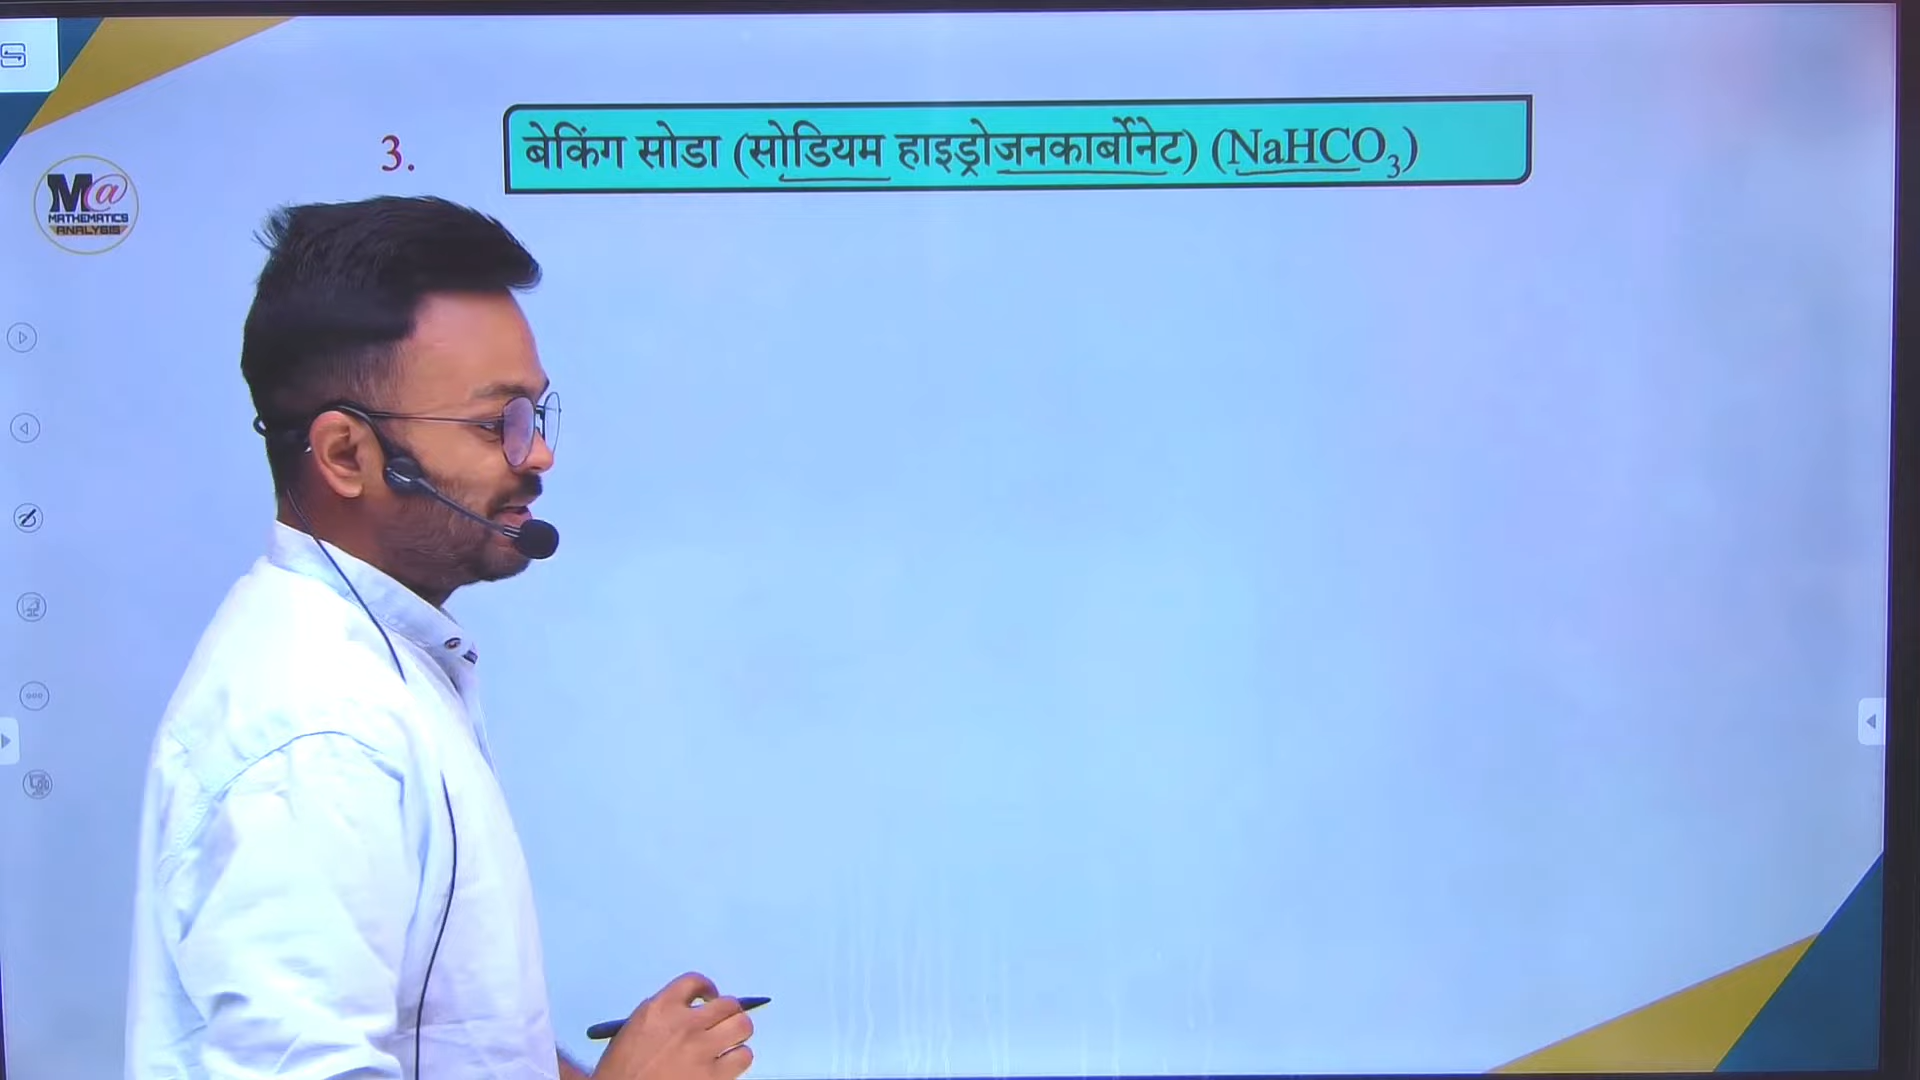 3. बेकिंग सोडा (सोडियम हाइड्रोजनकार्बोनेट) (NaHCO₃)
M@
MATHEMATICS
ANALYSIS